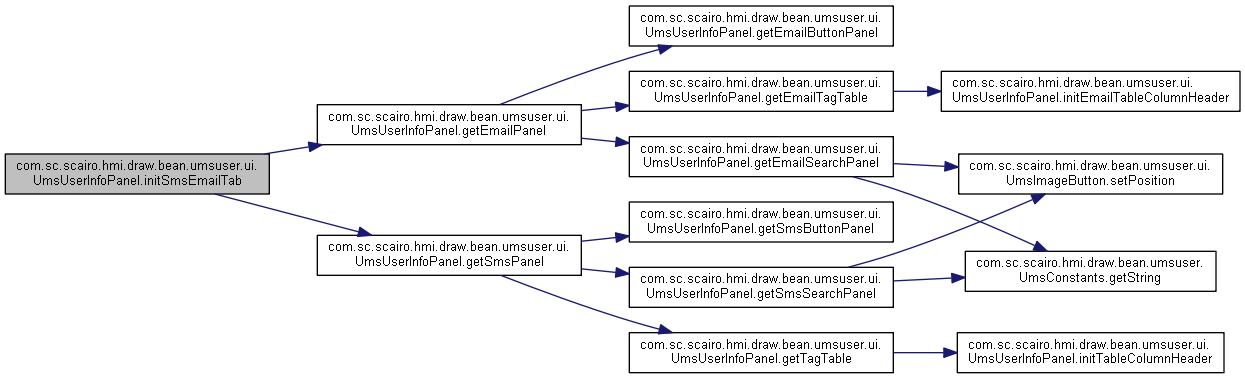 com.sc.scairo.hmi.draw.bean.umsuser.ui.
UmsUserInfoPanel.initSmsEmailTab
com.sc.scairo.hmi.draw.bean.umsuser.ui.
UmsUserInfoPanel.getEmailPanel
com.sc.scairo.hmi.draw.bean.umsuser.ui.
UmsUserInfoPanel.getSmsPanel
com.sc.scairo.hmi.draw.bean.umsuser.ui.
UmsUserInfoPanel.getEmailButtonPanel
com.sc.scairo.hmi.draw.bean.umsuser.ui.
UmsUserInfoPanel.getEmailTagTable
com.sc.scairo.hmi.draw.bean.umsuser.ui.
UmsUserInfoPanel.getEmailSearchPanel
com.sc.scairo.hmi.draw.bean.umsuser.ui.
UmsUserInfoPanel.getSmsButtonPanel
com.sc.scairo.hmi.draw.bean.umsuser.ui.
UmsUserInfoPanel.getSmsSearchPanel
com.sc.scairo.hmi.draw.bean.umsuser.ui.
UmsUserInfoPanel.getTagTable
com.sc.scairo.hmi.draw.bean.umsuser.ui.
UmsUserInfoPanel.initEmailTableColumnHeader
com.sc.scairo.hmi.draw.bean.umsuser.ui.
UmsImageButton.setPosition
com.sc.scairo.hmi.draw.bean.umsuser.
UmsConstants.getString
com.sc.scairo.hmi.draw.bean.umsuser.ui.
UmsUserInfoPanel.initTableColumnHeader